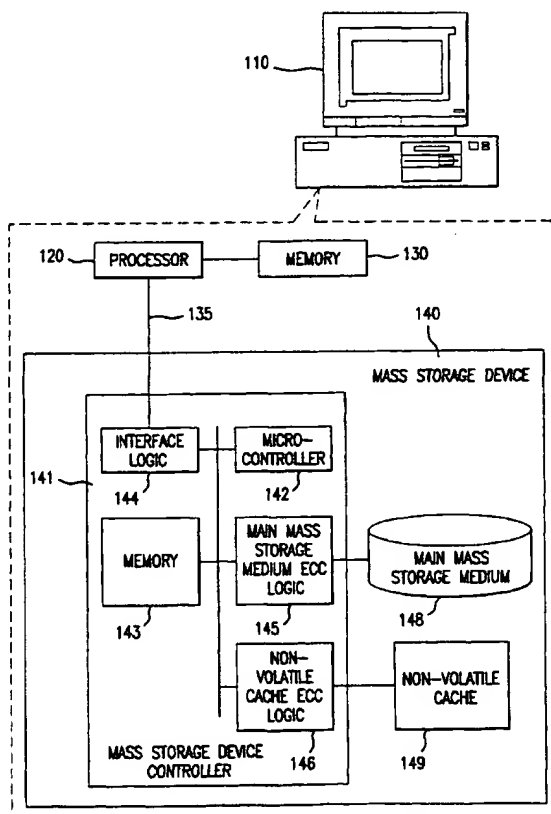 110
120
PROCESSOR
MEMORY
130
135
140
MASS STORAGE DEVICE
141
INTERFACE
LOGIC
144
MICRO-
CONTROLLER
142
MEMORY
143
MAIN MASS
STORAGE
MEDIUM ECC
LOGIC
145
MAIN MASS
STORAGE MEDIUM
148
NON-
VOLATILE
CACHE ECC
LOGIC
146
NON-VOLATILE
CACHE
149
MASS STORAGE DEVICE
CONTROLLER